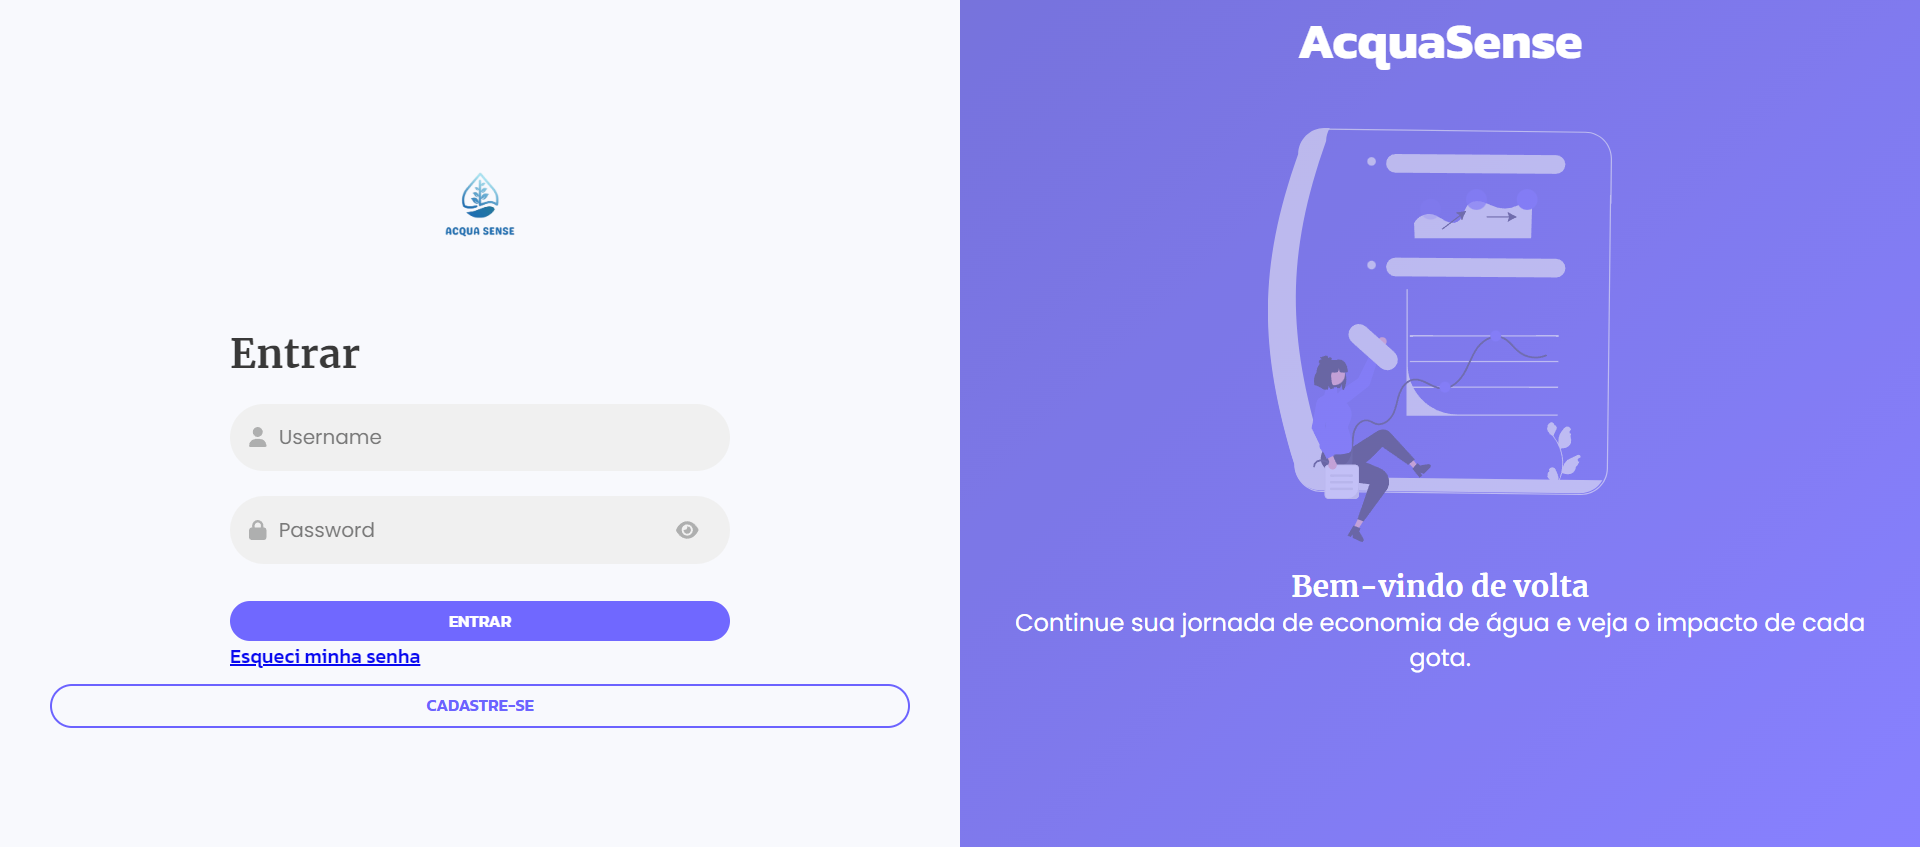 ACQUA SENSE
Entrar
Username
Password
ENTRAR
Esqueci minha senha
CADASTRE-SE
AcquaSense
Bem-vindo de volta
Continue sua jornada de economia de água e veja o impacto de cada
gota.